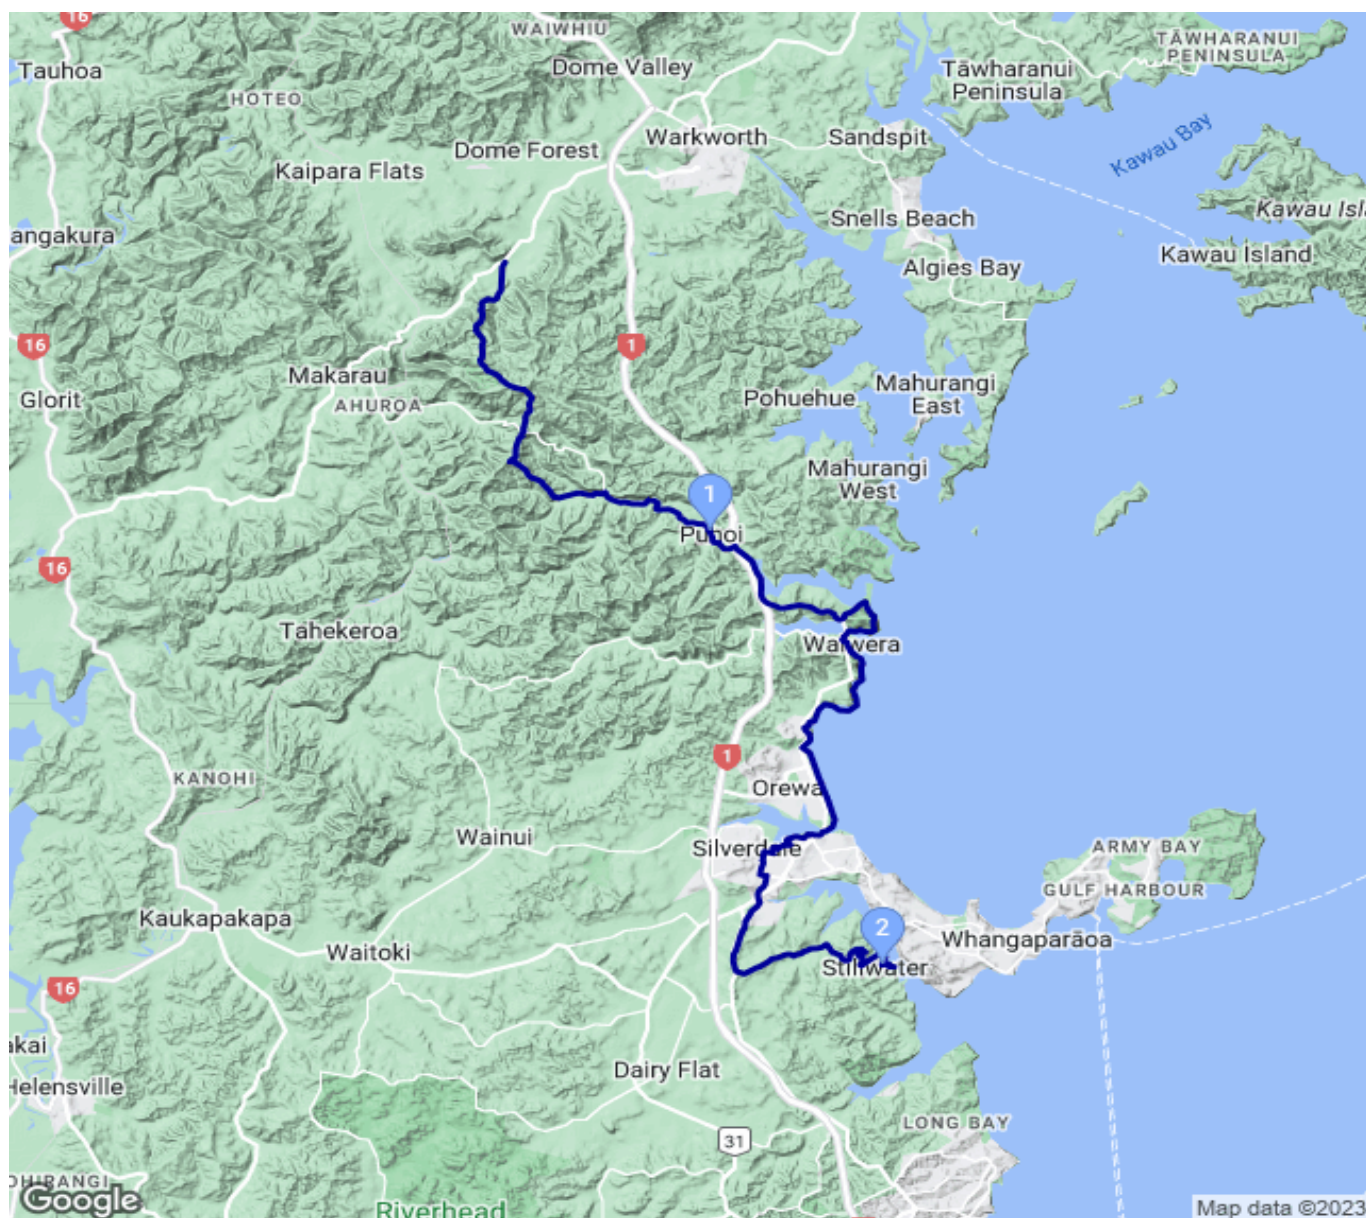 16
WAIWHIU
TĀWHARANUI
PENINSULA
Tauhoa
Dome Valley
Tāwharanui
Peninsula
HOTEO
Warkworth
Sandspit
Kawau Bay
Dome Forest
Kaipara Flats
Snells Beach
Kawau Isl
angakura
Kawau Island
Algies Bay
16
1
Makarau
Mahurangi
East
Glorit
AHUROA
Pohuehue
Mahurangi
West
1
Puhoi
16
Tahekeroa
Waiwera
1
KANOHI
Orewa
Wainui
Silverdale
ARMY BAY
GULF HARBOUR
Kaukapakapa
2
Waitoki
Whangaparāoa
Stillwater
16
akai
Dairy Flat
Helensville
31
LONG BAY
OHIRANGI
Google
Riverhead
Map data ©2023